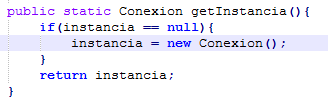 public static Conexion getInstancia(){
    if(instancia == null){
        instancia = new Conexion();
    }
    return instancia;
}